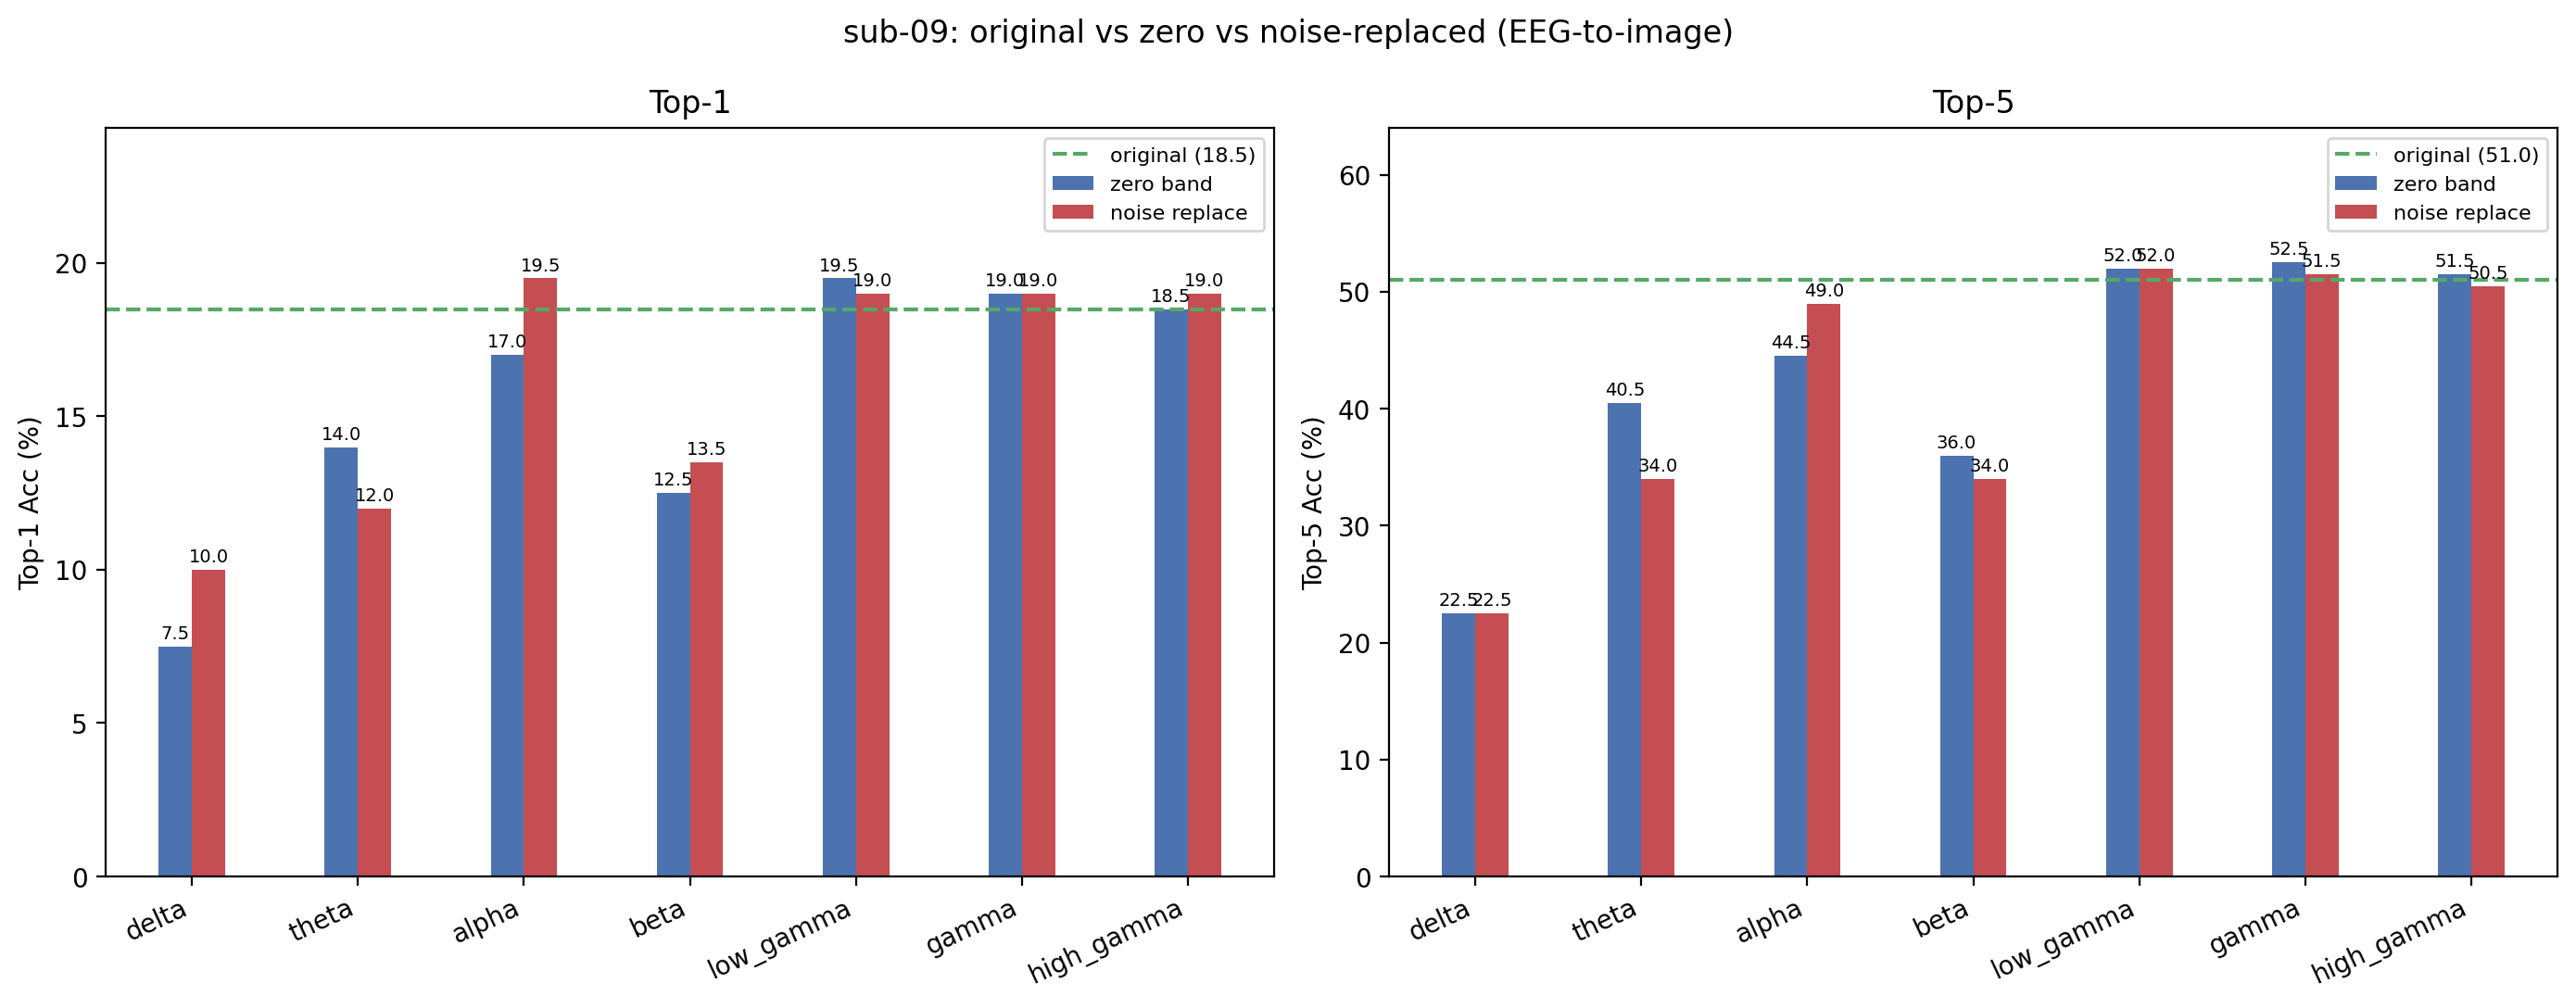 sub-09: original vs zero vs noise-replaced (EEG-to-image)
Top-1
original (18.5)
zero band
noise replace
Top-1 Acc (%)
20
15
10
5
0
7.5
10.0
14.0
12.0
17.0
19.5
12.5
13.5
19.5
19.0
19.0
19.0
18.5
19.0
delta
theta
alpha
beta
low_gamma
gamma
high_gamma
Top-5
original (51.0)
zero band
noise replace
Top-5 Acc (%)
60
50
40
30
20
10
0
22.5
22.5
40.5
34.0
44.5
49.0
36.0
34.0
52.0
52.0
52.5
51.5
51.5
50.5
delta
theta
alpha
beta
low_gamma
gamma
high_gamma